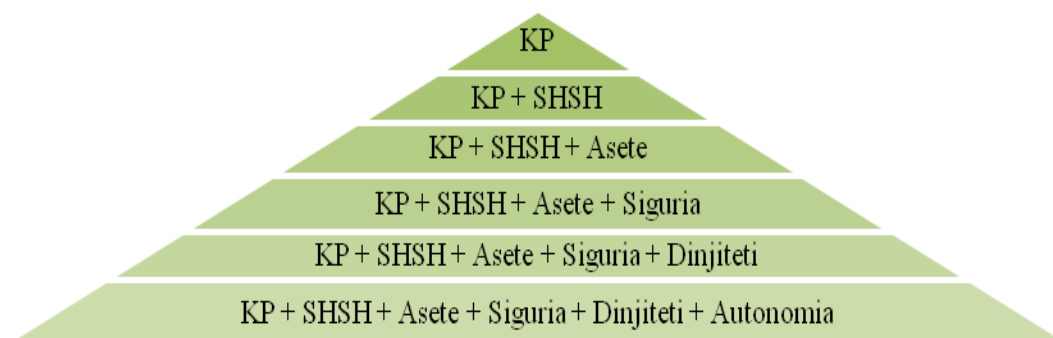 KP
KP + SHSH
KP + SHSH + Asete
KP + SHSH + Asete + Siguria
KP + SHSH + Asete + Siguria + Dinjiteti
KP + SHSH + Asete + Siguria + Dinjiteti + Autonomia